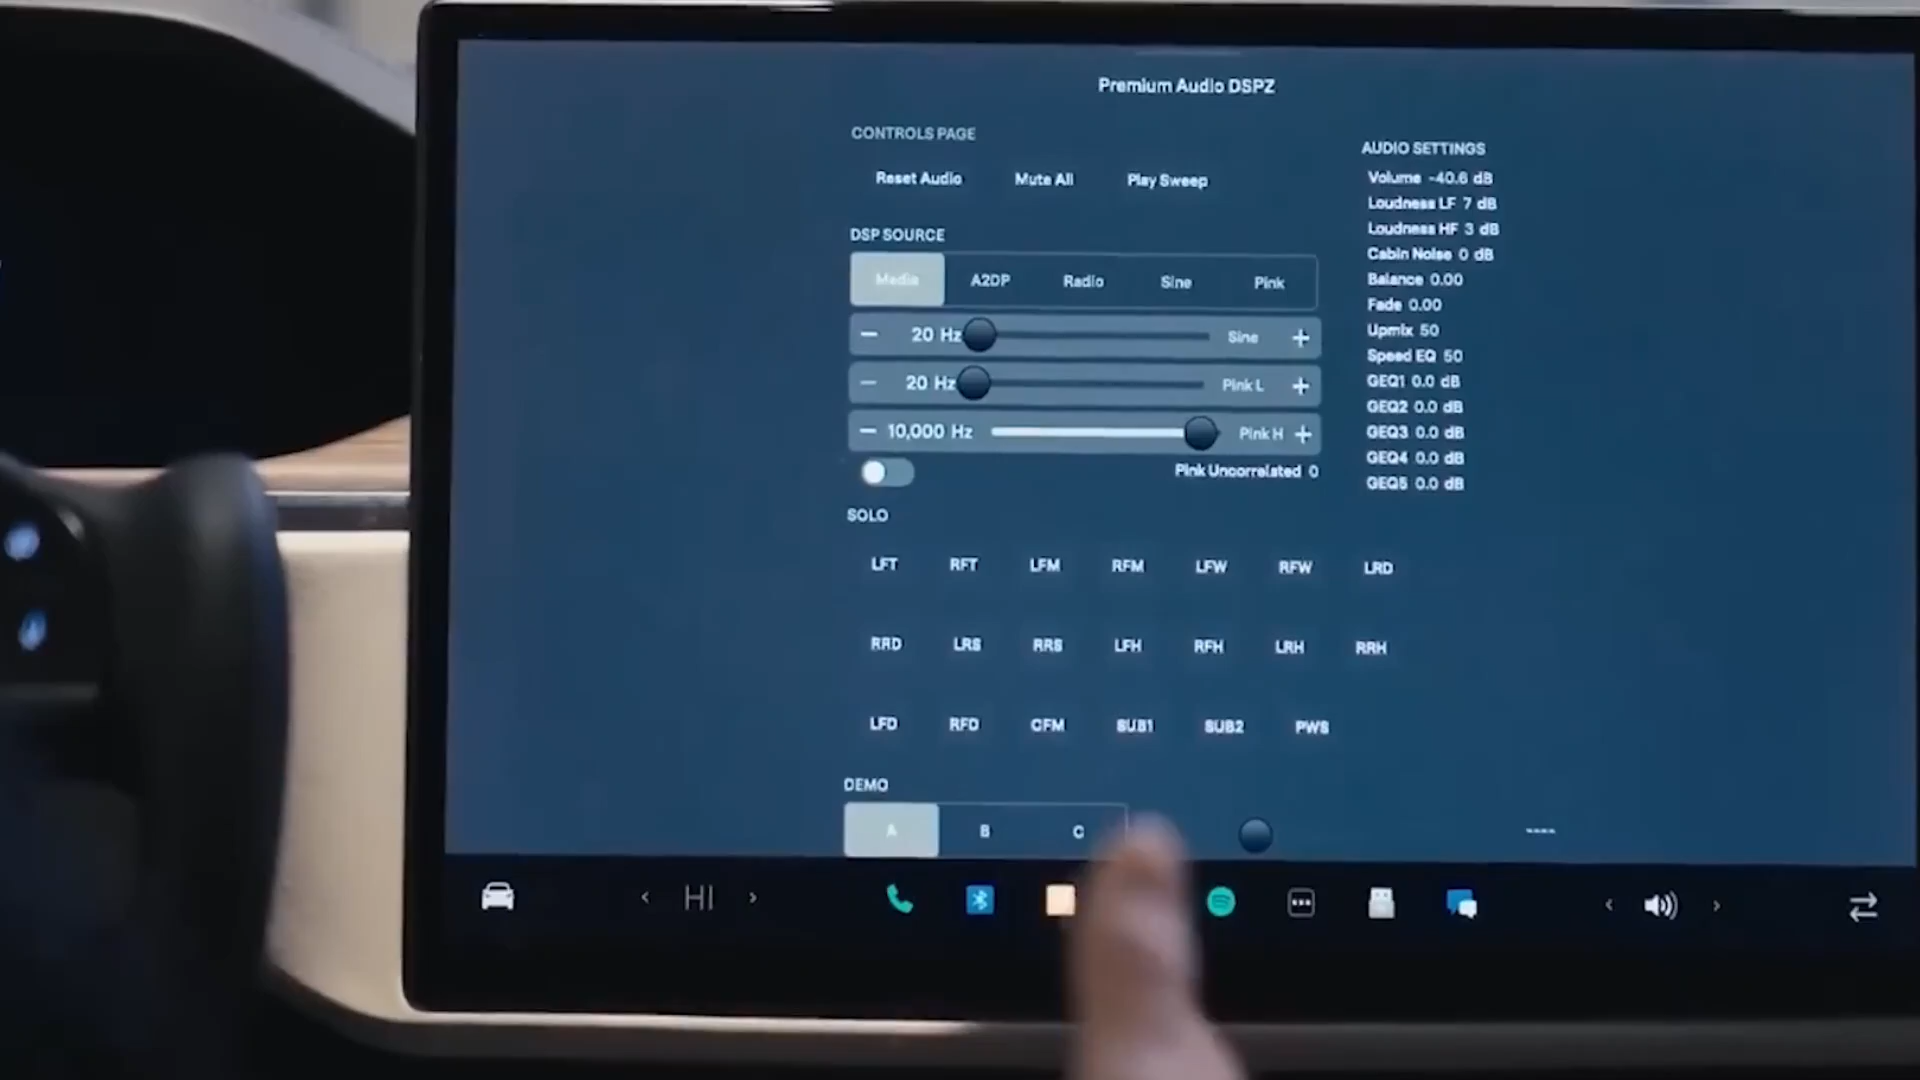 Premium Audio DSPZ
CONTROLS PAGE
Reset Audio Mute All Play Sweep
DSP SOURCE
Media A2DP Radio Sine Pink
− 20 Hz Sine +
− 20 Hz Pink L +
− 10,000 Hz Pink H +
Pink Uncorrelated 0
AUDIO SETTINGS
Volume -40.6 dB
Loudness LF 7 dB
Loudness HF 3 dB
Cabin Noise 0 dB
Balance 0.00
Fade 0.00
Upmix 50
Speed EQ 50
GEQ1 0.0 dB
GEQ2 0.0 dB
GEQ3 0.0 dB
GEQ4 0.0 dB
GEQ5 0.0 dB
SOLO
LFT RFT LFM RFM LFW RFW LRD
RRD LRS RRS LFH RFH LRH RRH
LFD RFD CFM SUB1 SUB2 PWS
DEMO
A B C ----
< HI > < >